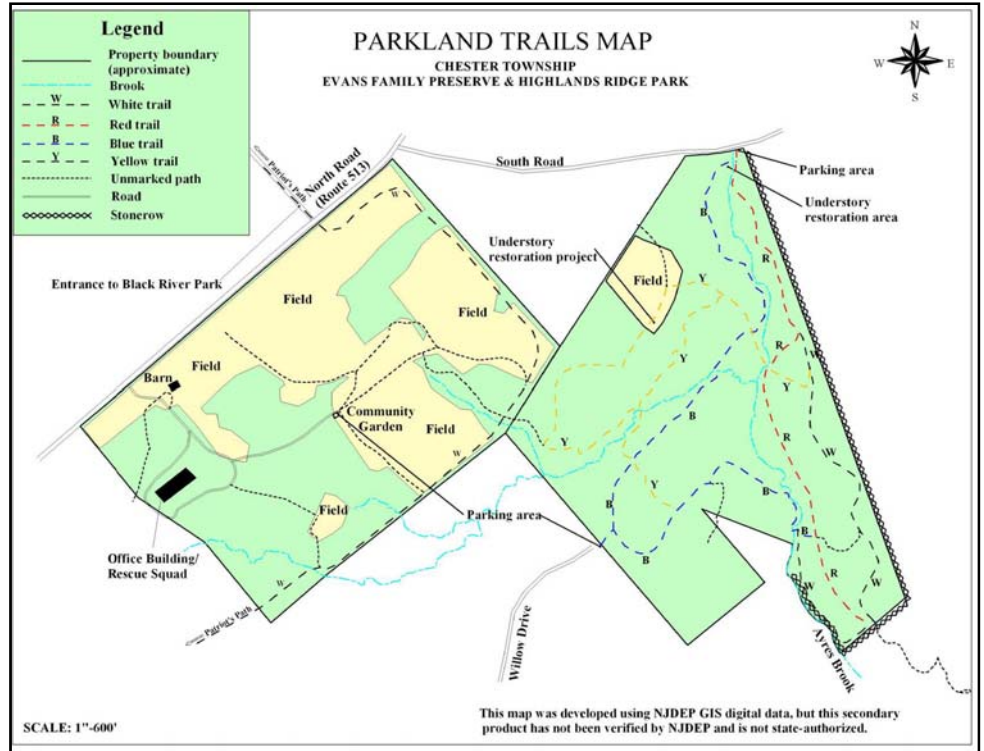 Legend
Property boundary
(approximate)
Brook
W
White trail
R
Red trail
B
Blue trail
Y
Yellow trail
Unmarked path
Road
Stonerow
PARKLAND TRAILS MAP
CHESTER TOWNSHIP
EVANS FAMILY PRESERVE & HIGHLANDS RIDGE PARK
N
W
E
S
Patriot's Path
North Road
(Route 513)
South Road
Parking area
Understory
restoration area
Understory
restoration project
Entrance to Black River Park
W
B
R
Field
Field
Field
Y
Field
Barn
Y
R
W
Y
Community
Garden
Field
B
Y
R
W
W
Y
B
Field
Parking area
B
B
B
Office Building/
Rescue Squad
W
R
W
W
Patriot's Path
Willow Drive
Ayres Brook
SCALE: 1"-600'
This map was developed using NJDEP GIS digital data, but this secondary
product has not been verified by NJDEP and is not state-authorized.